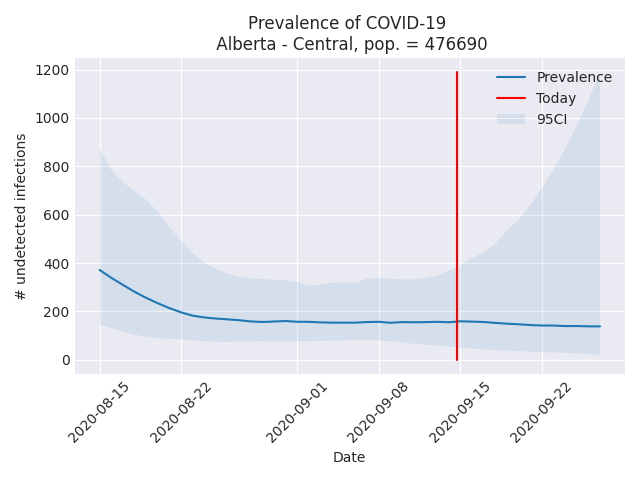 Prevalence of COVID-19
Alberta - Central, pop. = 476690
Prevalence
Today
95CI
# undetected infections
1200
1000
800
600
400
200
0
2020-08-15
2020-08-22
2020-09-01
2020-09-08
2020-09-15
2020-09-22
Date